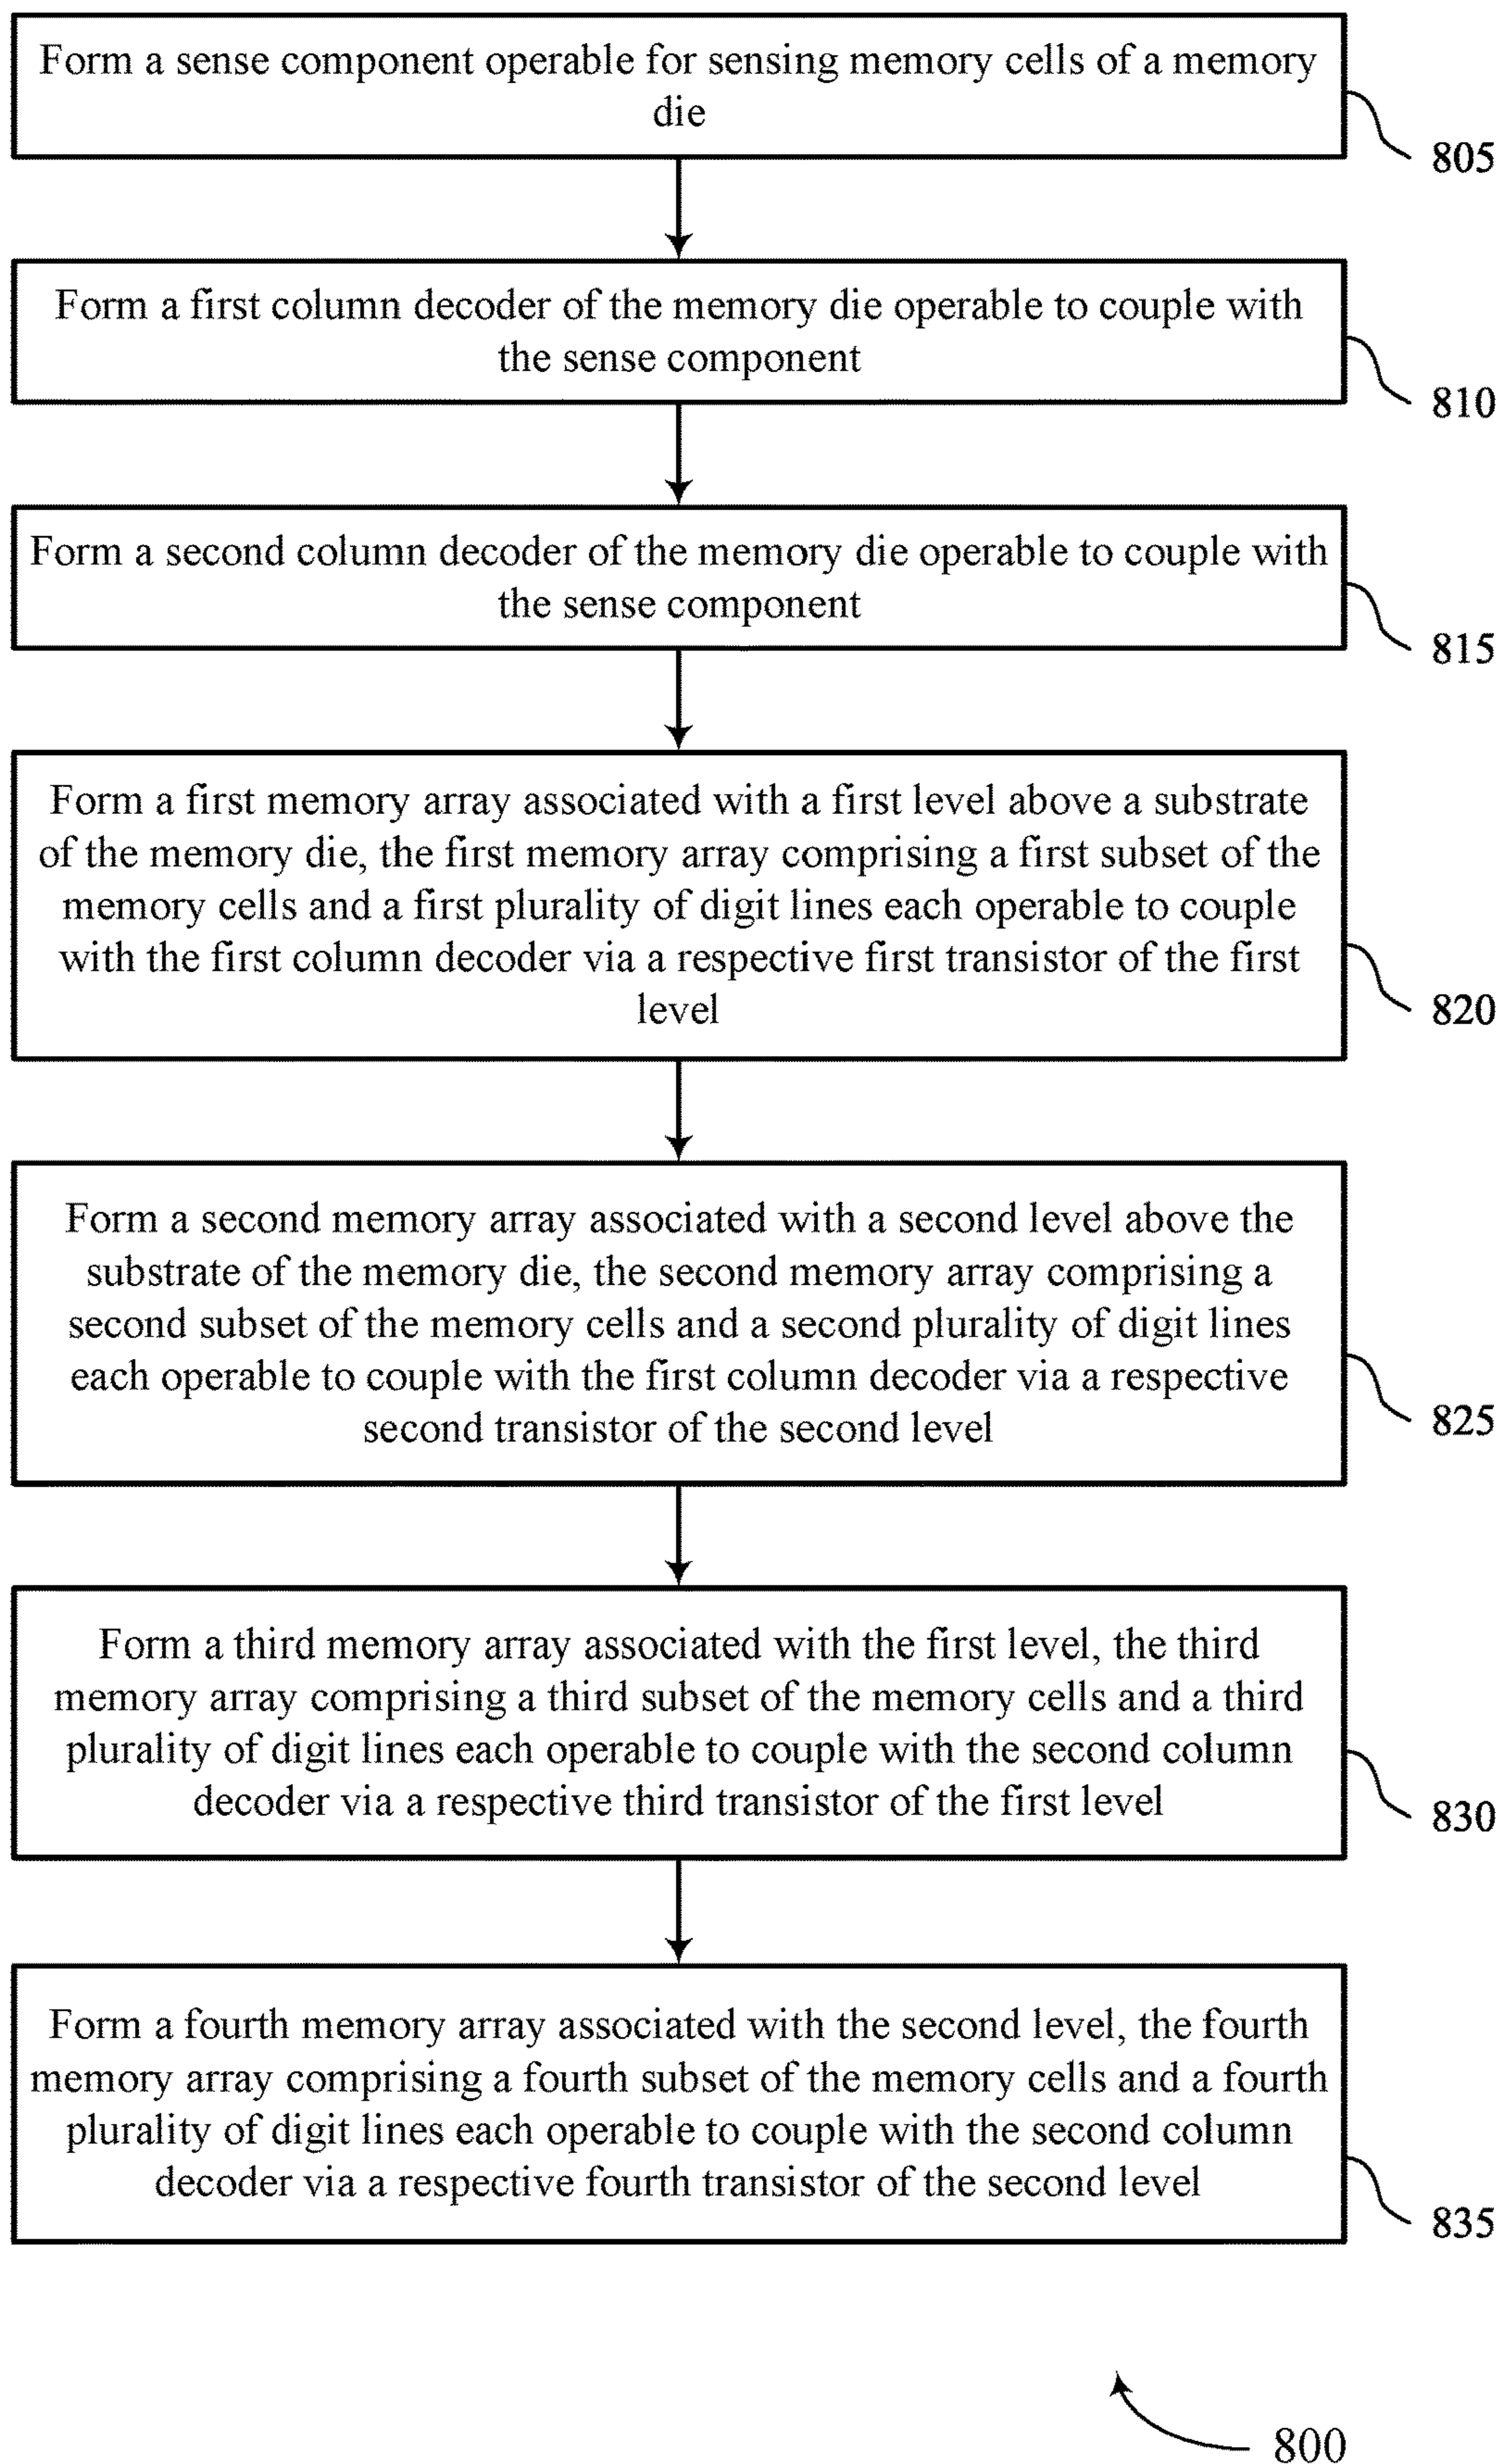 Form a sense component operable for sensing memory cells of a memory
die
805
Form a first column decoder of the memory die operable to couple with
the sense component
810
Form a second column decoder of the memory die operable to couple with
the sense component
815
Form a first memory array associated with a first level above a substrate
of the memory die, the first memory array comprising a first subset of the
memory cells and a first plurality of digit lines each operable to couple
with the first column decoder via a respective first transistor of the first
level
820
Form a second memory array associated with a second level above the
substrate of the memory die, the second memory array comprising a
second subset of the memory cells and a second plurality of digit lines
each operable to couple with the first column decoder via a respective
second transistor of the second level
825
Form a third memory array associated with the first level, the third
memory array comprising a third subset of the memory cells and a third
plurality of digit lines each operable to couple with the second column
decoder via a respective third transistor of the first level
830
Form a fourth memory array associated with the second level, the fourth
memory array comprising a fourth subset of the memory cells and a fourth
plurality of digit lines each operable to couple with the second column
decoder via a respective fourth transistor of the second level
835
800